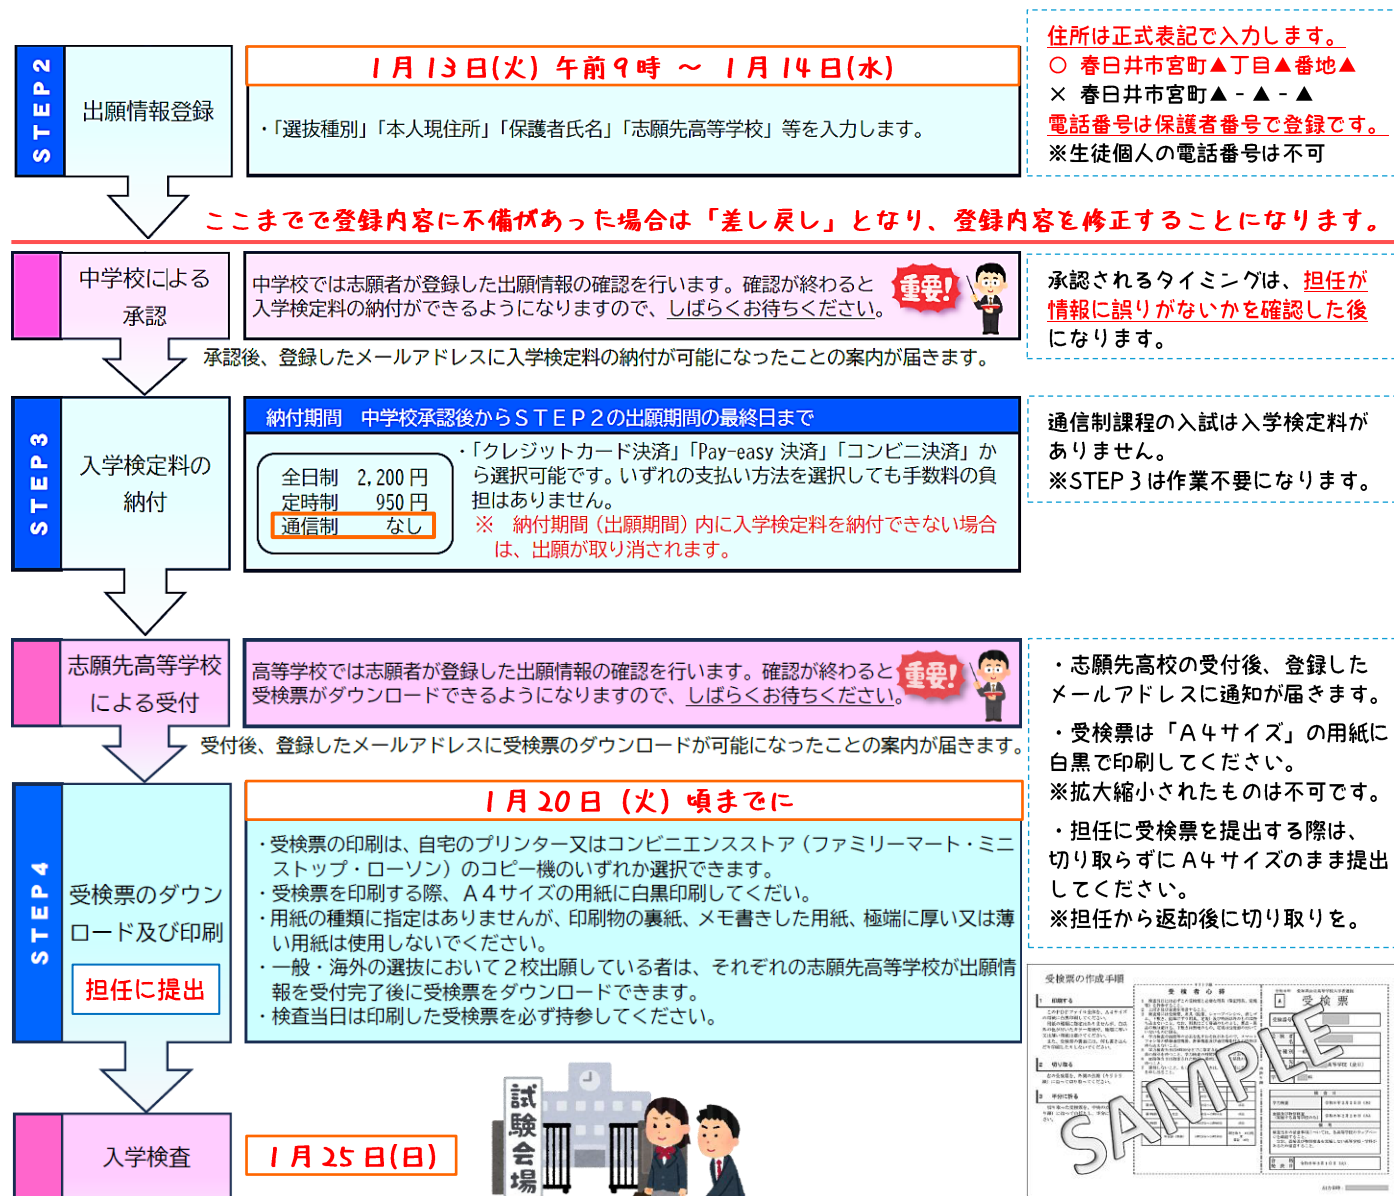 STEP2
出願情報登録
1月13日(火) 午前9時 ～ 1月14日(水)
・「選抜種別」「本人現住所」「保護者氏名」「志願先高等学校」等を入力します。
住所は正式表記で入力します。
○ 春日井市宮町▲丁目▲番地▲
× 春日井市宮町▲-▲-▲
電話番号は保護者番号で登録です。
※生徒個人の電話番号は不可
ここまでで登録内容に不備があった場合は「差し戻し」となり、登録内容を修正することになります。
中学校による
承認
中学校では志願者が登録した出願情報の確認を行います。確認が終わると
入学検定料の納付ができるようになりますので、しばらくお待ちください。
重要!
承認されるタイミングは、担任が
情報に誤りがないかを確認した後
になります。
承認後、登録したメールアドレスに入学検定料の納付が可能になったことの案内が届きます。
STEP3
入学検定料の
納付
納付期間 中学校承認後からSTEP2の出願期間の最終日まで
全日制 2,200円
定時制 950円
通信制 なし
・「クレジットカード決済」「Pay-easy 決済」「コンビニ決済」か
ら選択可能です。いずれの支払い方法を選択しても手数料の負
担はありません。
※ 納付期間（出願期間）内に入学検定料を納付できない場合
は、出願が取り消されます。
通信制課程の入試は入学検定料が
ありません。
※STEP3は作業不要になります。
志願先高等学校
による受付
高等学校では志願者が登録した出願情報の確認を行います。確認が終わると
受検票がダウンロードできるようになりますので、しばらくお待ちください。
重要!
受付後、登録したメールアドレスに受検票のダウンロードが可能になったことの案内が届きます。
・志願先高校の受付後、登録した
メールアドレスに通知が届きます。
・受検票は「A4サイズ」の用紙に
白黒で印刷してください。
※拡大縮小されたものは不可です。
・担任に受検票を提出する際は、
切り取らずにA4サイズのまま提出
してください。
※担任から返却後に切り取りを。
STEP4
受検票のダウン
ロード及び印刷
担任に提出
1月20日（火）頃までに
・受検票の印刷は、自宅のプリンター又はコンビニエンスストア（ファミリーマート・ミニ
ストップ・ローソン）のコピー機のいずれか選択できます。
・受検票を印刷する際、A4サイズの用紙に白黒印刷してくだい。
・用紙の種類に指定はありませんが、印刷物の裏紙、メモ書きした用紙、極端に厚い又は薄
い用紙は使用しないでください。
・一般・海外の選抜において2校出願している者は、それぞれの志願先高等学校が出願情
報を受付完了後に受検票をダウンロードできます。
・検査当日は印刷した受検票を必ず持参してください。
入学検査
1月25日(日)
試験会場
受検票の作成手順
1 印刷する
2 切り取る
3 半分に折る
受検者心得
受検票
SAMPLE